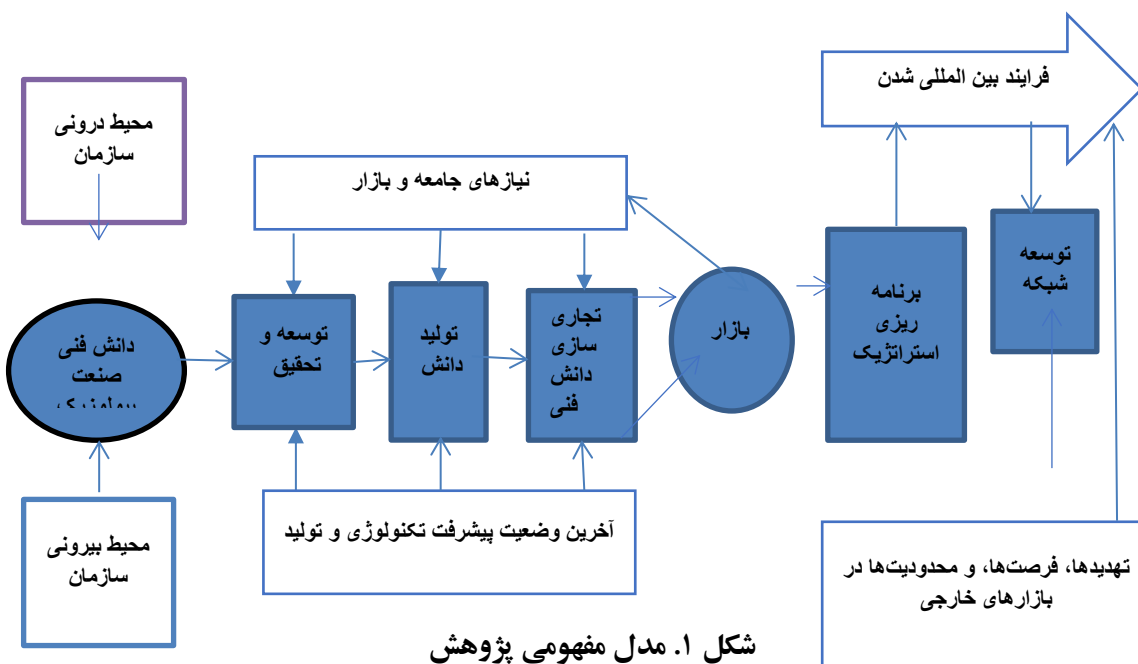 فرایند بین المللی شدن
محیط درونی
سازمان
نیازهای جامعه و بازار
دانش فنی
صنعت
توسعه و
تحقیق
تولید
دانش
تجاری
سازی
دانش
فنی
بازار
برنامه
ریزی
استراتژیک
توسعه
شبکه
محیط بیرونی
سازمان
آخرین وضعیت پیشرفت تکنولوژی و تولید
تهدیدها، فرصت‌ها، و محدودیت‌ها در
بازارهای خارجی
شکل ۱. مدل مفهومی پژوهش